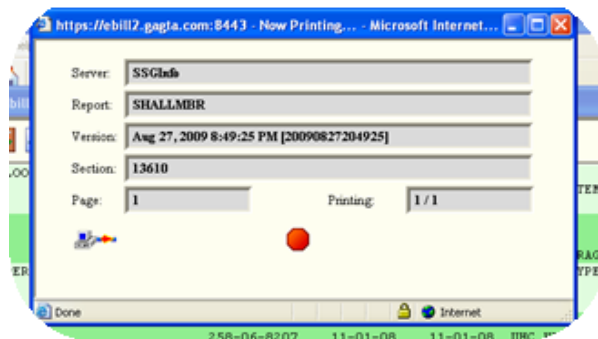 https://ebill2.gagta.com:8443 - Now Printing... - Microsoft Internet...
Server: SSGInfo
Report: SHALLMBR
Version: Aug 27, 2009 8:49:25 PM [20090827204925]
Section: 13610
Page: 1 Printing: 1 / 1
Done Internet
258-06-8207 11-01-08 11-01-08 UHC